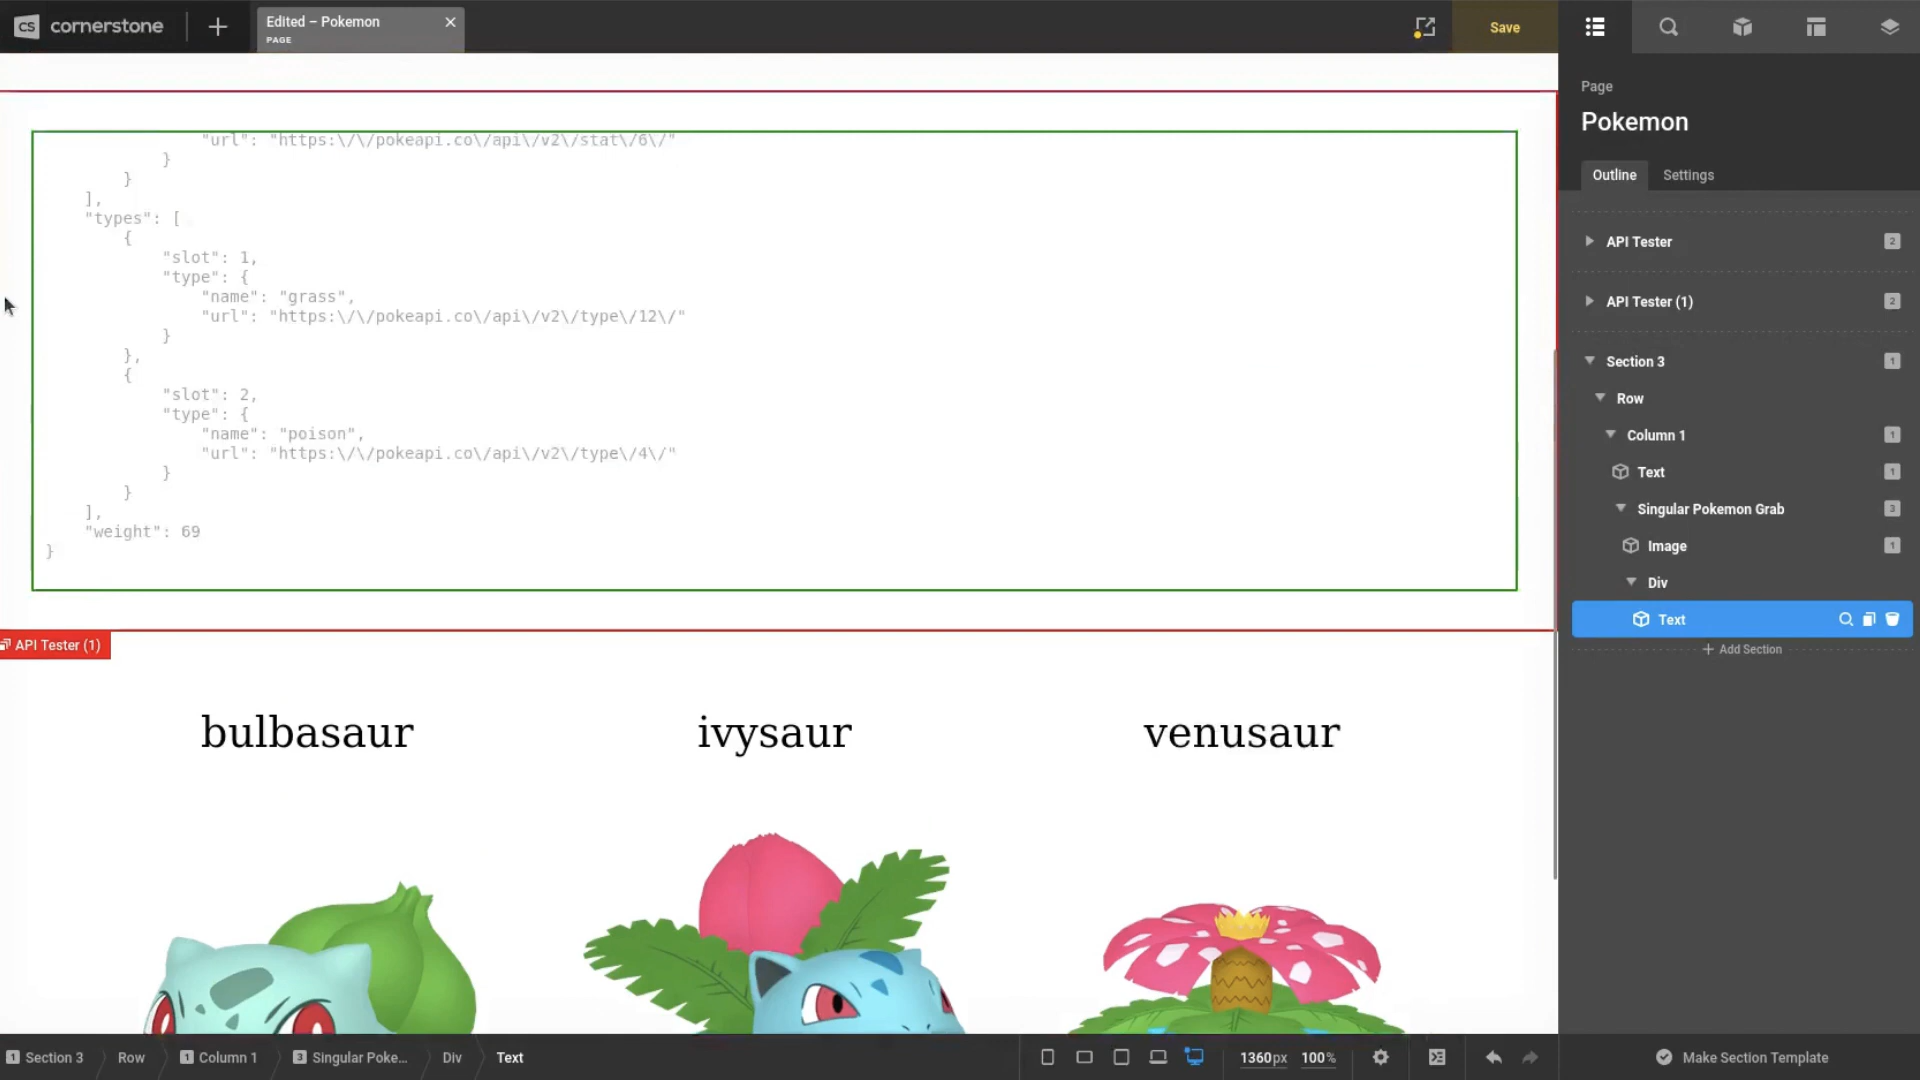 cornerstone
Edited – Pokemon
PAGE
Save
"url": "https:\/\/pokeapi.co\/api\/v2\/stat\/6\/"
}
}
],
"types": [
{
"slot": 1,
"type": {
"name": "grass",
"url": "https:\/\/pokeapi.co\/api\/v2\/type\/12\/"
}
},
{
"slot": 2,
"type": {
"name": "poison",
"url": "https:\/\/pokeapi.co\/api\/v2\/type\/4\/"
}
}
],
"weight": 69
}
API Tester (1)
bulbasaur ivysaur venusaur
Page
Pokemon
Outline Settings
API Tester 2
API Tester (1) 2
Section 3 1
Row
Column 1 1
Text 1
Singular Pokemon Grab 3
Image 1
Div
Text
Add Section
1 Section 3 Row 1 Column 1 3 Singular Poke... Div Text
1360px 100%
Make Section Template